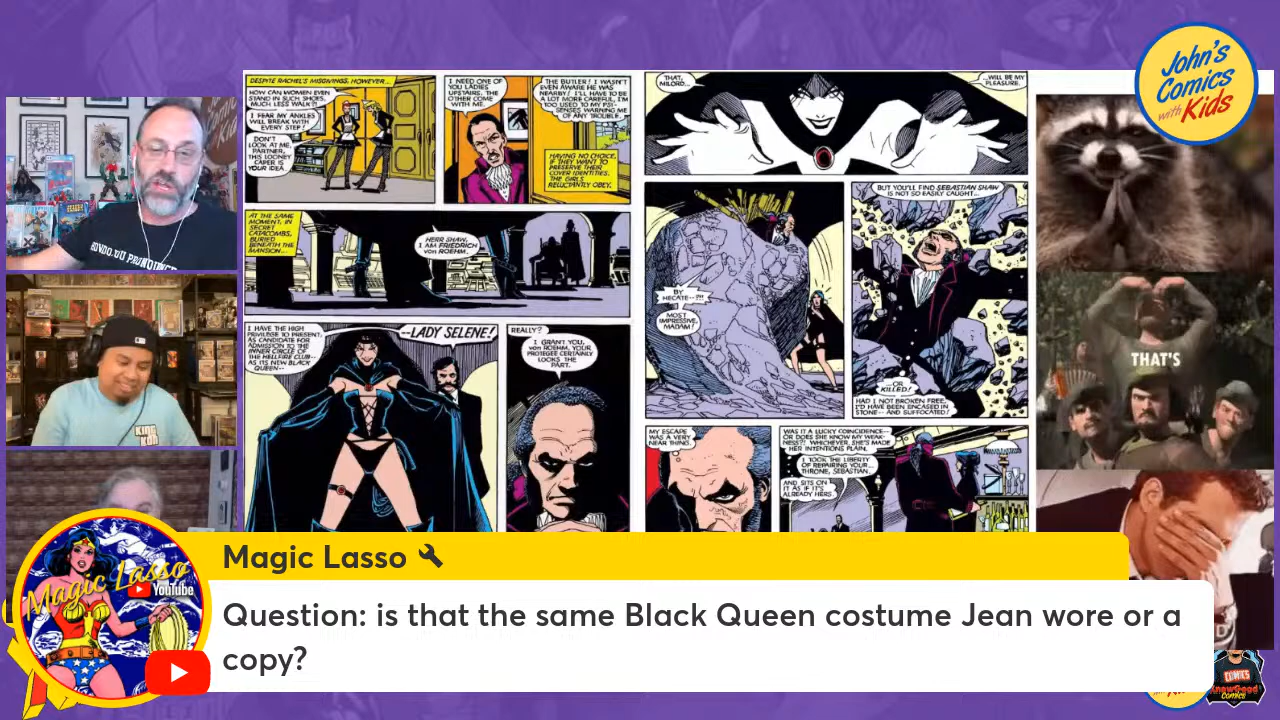 DESPITE RACHEL'S MISGIVINGS, HOWEVER...
HOW CAN WOMEN EVEN
STAND IN SUCH SHOES,
MUCH LESS WALK?!
I FEAR MY ANKLES
WILL BREAK WITH
EVERY STEP!
DON'T
LOOK AT ME,
PARTNER,
THIS LOONEY
CAPER IS
YOUR IDEA.
I NEED ONE OF
YOU LADIES
UPSTAIRS. THE
OTHER COME
WITH ME.
THE BUTLER! I WASN'T
EVEN AWARE HE WAS
NEARBY! I'LL HAVE TO BE
A LOT MORE CAREFUL, I'M
TOO USED TO MY PSI-
SENSES WARNING ME
OF ANY TROUBLE.
HAVING NO CHOICE,
IF THEY WANT TO
PRESERVE THEIR
COVER IDENTITIES,
THE GIRLS
RELUCTANTLY OBEY.
AT THE SAME
MOMENT, IN
SECRET
CATACOMBS,
BURIED
BENEATH THE
MANSION...
HERR SHAW,
I AM FRIEDRICH
VON ROEHM.
I HAVE THE HIGH
PRIVILEGE TO PRESENT,
AS CANDIDATE FOR
ADMISSION TO THE
INNER CIRCLE OF
THE HELLFIRE CLUB--
AS ITS NEW BLACK
QUEEN--
--LADY SELENE!
REALLY?
I GRANT YOU,
VON ROEHM, YOUR
PROTEGEE CERTAINLY
LOOKS THE
PART.
THAT,
MILORD...
...WILL BE MY
PLEASURE.
BY
HECATE--?!!
MOST
IMPRESSIVE,
MADAM!
BUT YOU'LL FIND SEBASTIAN SHAW
IS NOT SO EASILY CAUGHT...
...OR
KILLED!
HAD I NOT BROKEN FREE,
I'D HAVE BEEN ENCASED IN
STONE-- AND SUFFOCATED!
MY ESCAPE
WAS A VERY
NEAR THING.
WAS IT A LUCKY COINCIDENCE--
OR DOES SHE KNOW MY WEAK-
NESS?! WHICHEVER, SHE'S MADE
HER INTENTIONS PLAIN.
I TOOK THE LIBERTY
OF REPAIRING YOUR...
THRONE, SEBASTIAN.
AND SITS ON
IT AS IF IT'S
ALREADY HERS.
John's
Comics
with Kids
THAT'S
KING
KON
Magic Lasso
YouTube
Magic Lasso
Question: is that the same Black Queen costume Jean wore or a
copy?
COMICS
KnowGood
COMICS